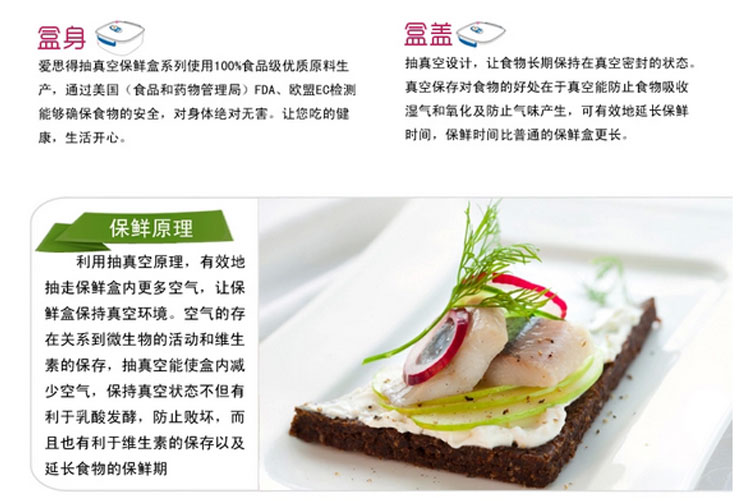 盒身
爱思得抽真空保鲜盒系列使用100%食品级优质原料生
产，通过美国（食品和药物管理局）FDA、欧盟EC检测
能够确保食物的安全，对身体绝对无害。让您吃的健
康，生活开心。
盒盖
抽真空设计，让食物长期保持在真空密封的状态。
真空保存对食物的好处在于真空能防止食物吸收
湿气和氧化及防止气味产生，可有效地延长保鲜
时间，保鲜时间比普通的保鲜盒更长。
保鲜原理
利用抽真空原理，有效地
抽走保鲜盒内更多空气，让保
鲜盒保持真空环境。空气的存
在关系到微生物的活动和维生
素的保存，抽真空能使盒内减
少空气，保持真空状态不但有
利于乳酸发酵，防止败坏，而
且也有利于维生素的保存以及
延长食物的保鲜期